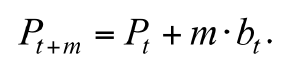 P_{t+m} = P_t + m · b_t.